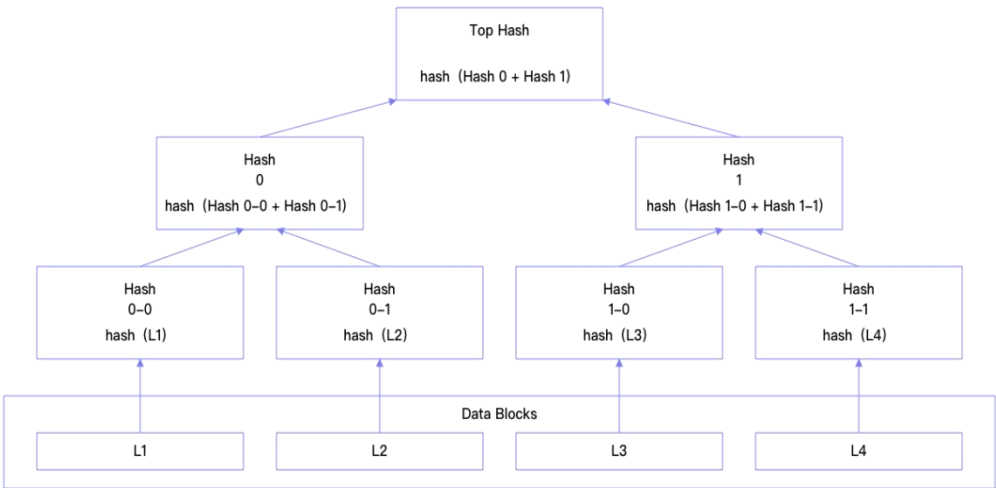 Top Hash
hash (Hash 0 + Hash 1)
Hash
0
hash (Hash 0–0 + Hash 0–1)
Hash
1
hash (Hash 1–0 + Hash 1–1)
Hash
0–0
hash (L1)
Hash
0–1
hash (L2)
Hash
1–0
hash (L3)
Hash
1–1
hash (L4)
Data Blocks
L1
L2
L3
L4